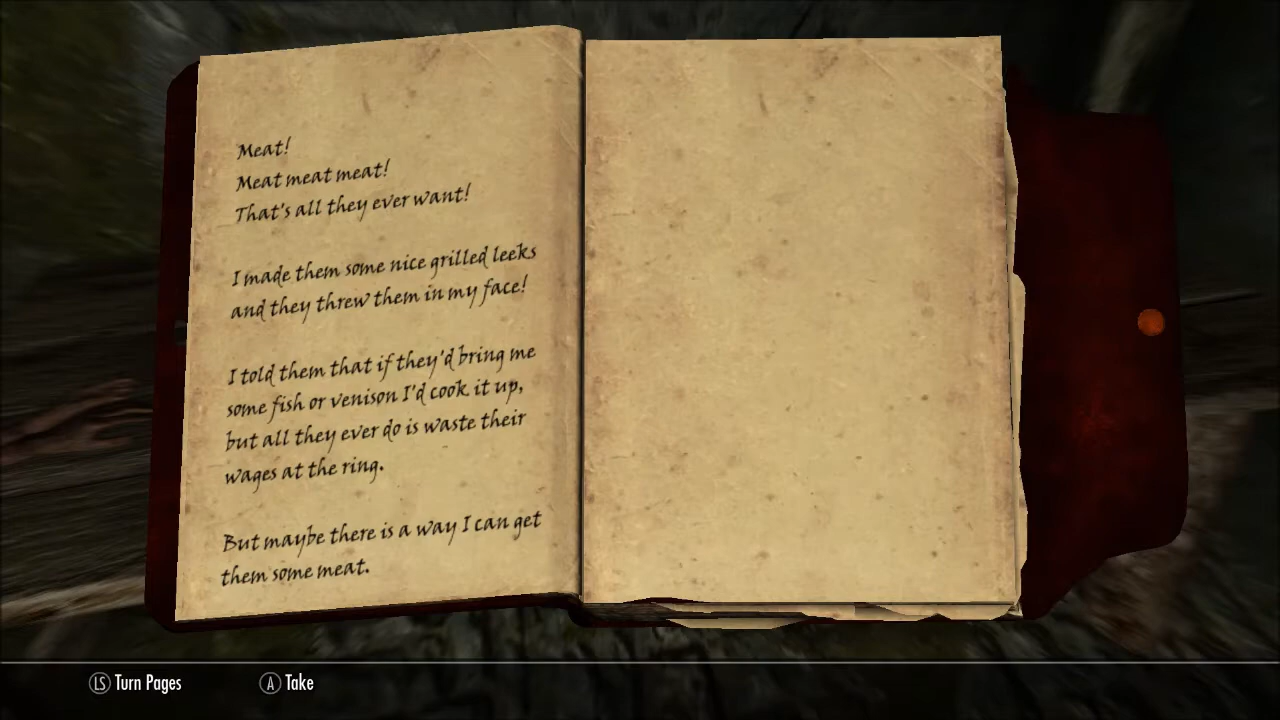 Meat!
Meat meat meat!
That's all they ever want!
I made them some nice grilled leeks
and they threw them in my face!
I told them that if they'd bring me
some fish or venison I'd cook it up,
but all they ever do is waste their
wages at the ring.
But maybe there is a way I can get
them some meat.
LS Turn Pages
A Take